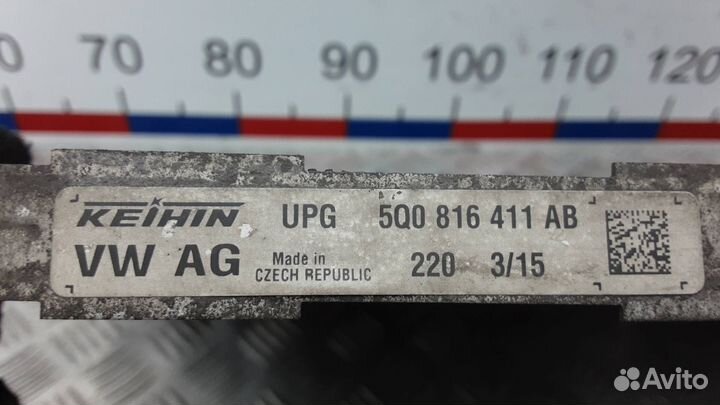 70 80 90 100 110 120
KEIHIN UPG 5Q0 816 411 AB
VW AG Made in CZECH REPUBLIC 220 3/15
Avito